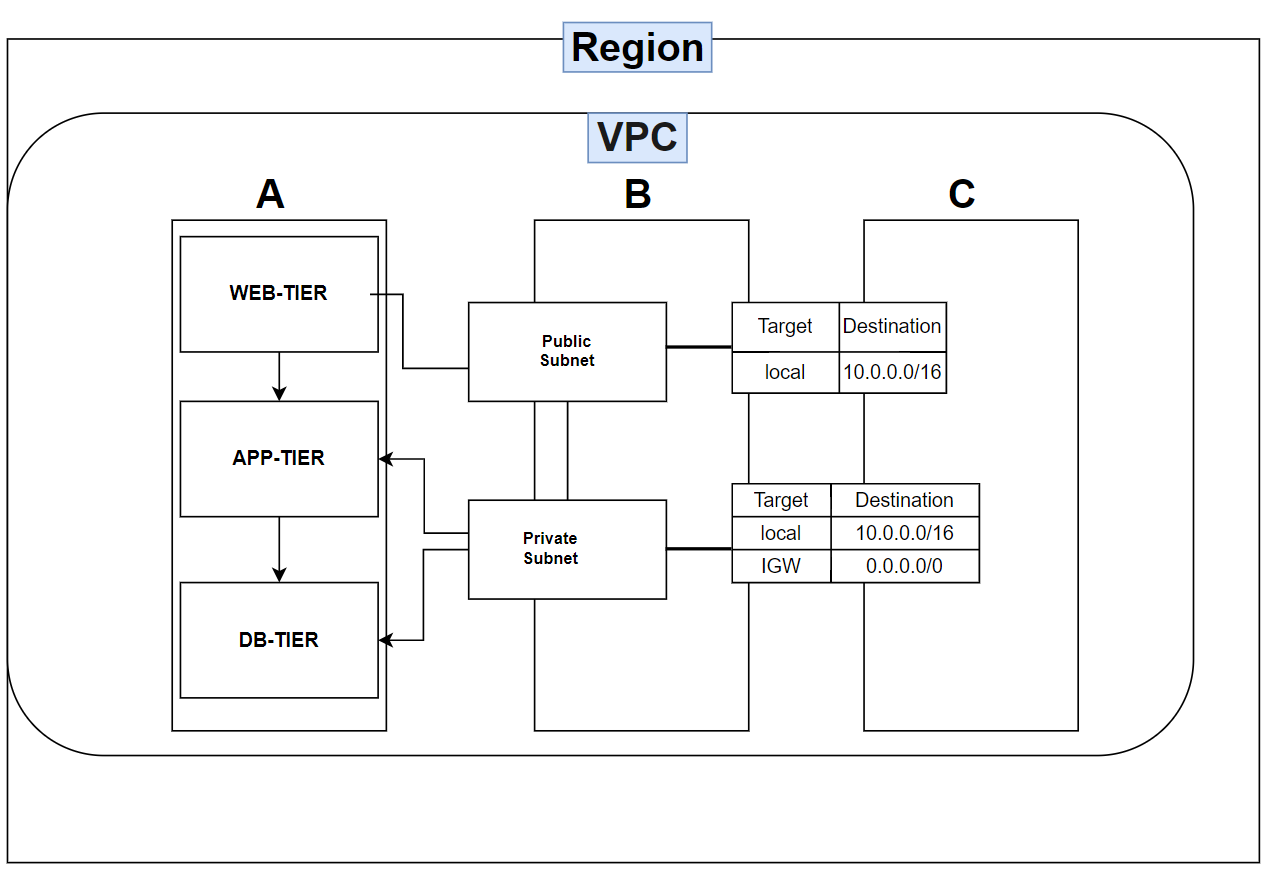 Region
VPC
A
B
C
WEB-TIER
APP-TIER
DB-TIER
Public
Subnet
Private
Subnet
Target Destination
local 10.0.0.0/16
Target Destination
local 10.0.0.0/16
IGW 0.0.0.0/0